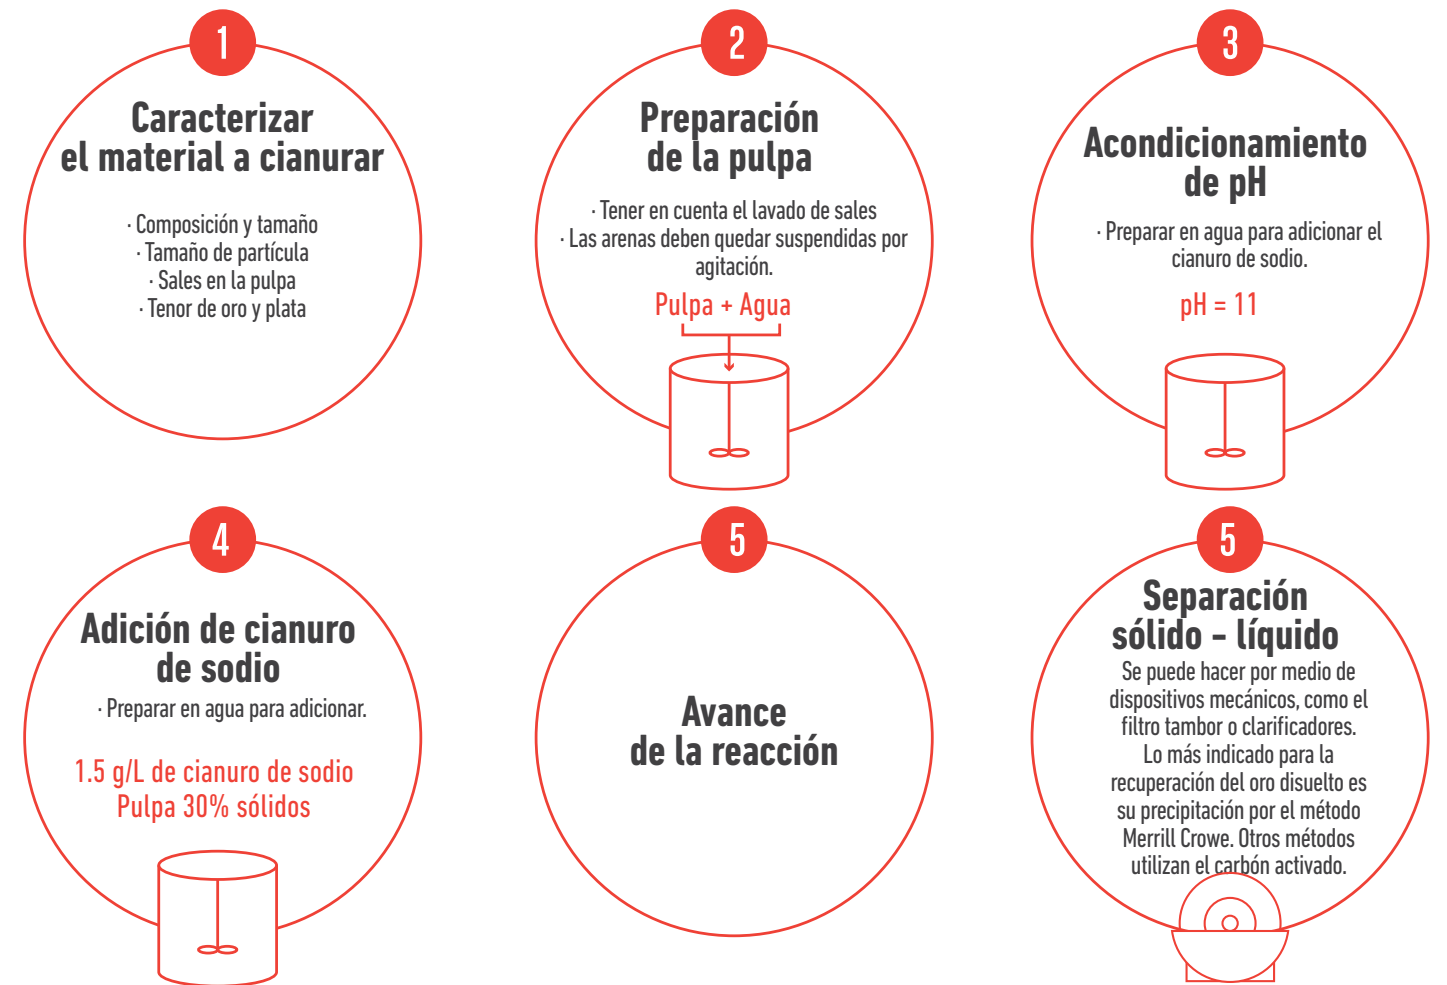 1
Caracterizar
el material a cianurar
· Composición y tamaño
· Tamaño de partícula
· Sales en la pulpa
· Tenor de oro y plata
2
Preparación
de la pulpa
· Tener en cuenta el lavado de sales
· Las arenas deben quedar suspendidas por
agitación.
Pulpa + Agua
3
Acondicionamiento
de pH
· Preparar en agua para adicionar el
cianuro de sodio.
pH = 11
4
Adición de cianuro
de sodio
· Preparar en agua para adicionar.
1.5 g/L de cianuro de sodio
Pulpa 30% sólidos
5
Avance
de la reacción
5
Separación
sólido - líquido
Se puede hacer por medio de
dispositivos mecánicos, como el
filtro tambor o clarificadores.
Lo más indicado para la
recuperación del oro disuelto es
su precipitación por el método
Merrill Crowe. Otros métodos
utilizan el carbón activado.